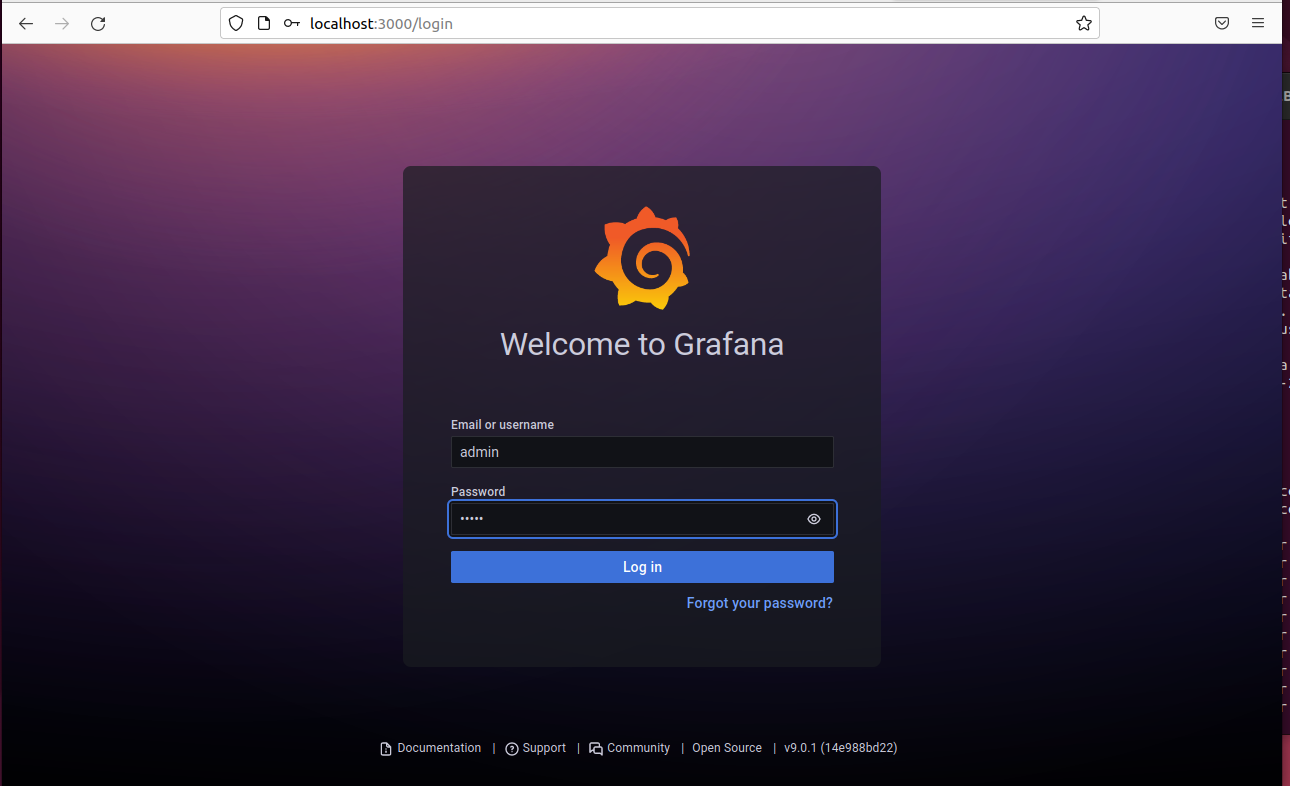 localhost:3000/login
Welcome to Grafana
Email or username
admin
Password
•••••
Log in
Forgot your password?
Documentation | Support | Community | Open Source | v9.0.1 (14e988bd22)